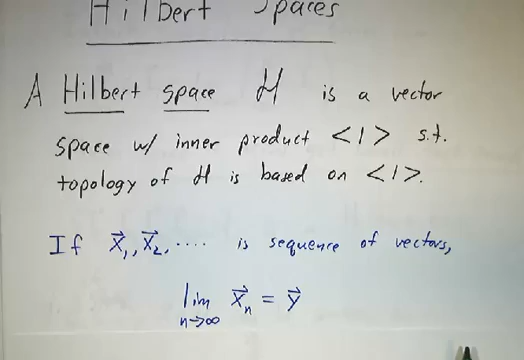 Hilbert Spaces
A Hilbert space H is a vector
space w/ inner product <|> s.t.
topology of H is based on <|>.
If x⃗₁, x⃗₂, .... is sequence of vectors,
lim x⃗ₙ = y⃗
n→∞